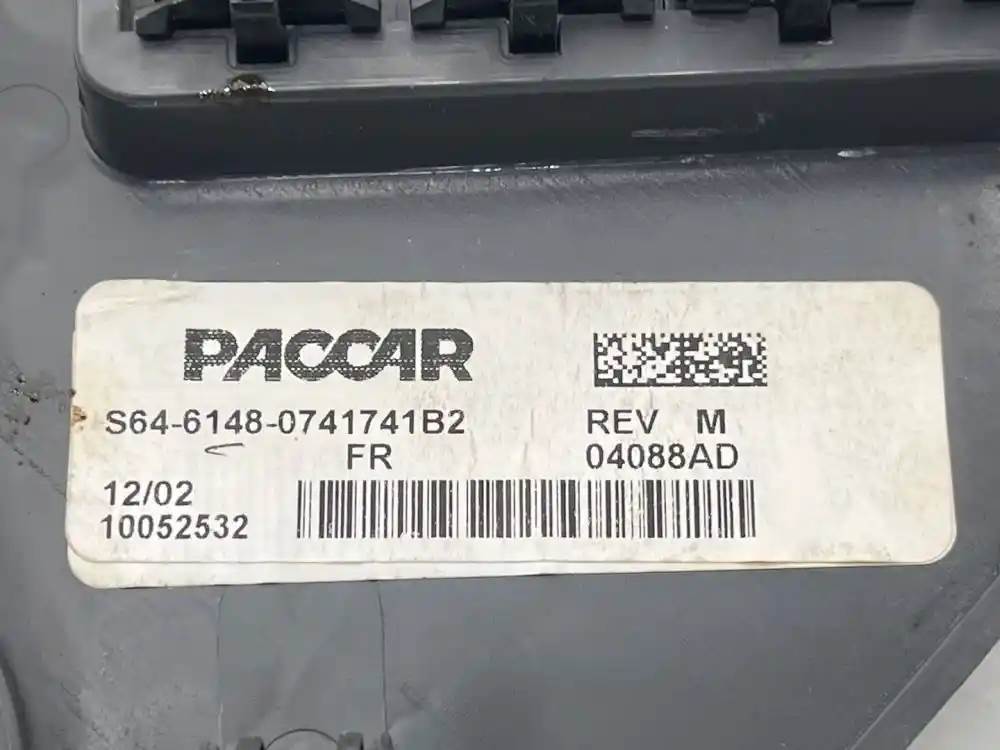 PACCAR
S64-6148-0741741B2 REV M
FR 04088AD
12/02
10052532